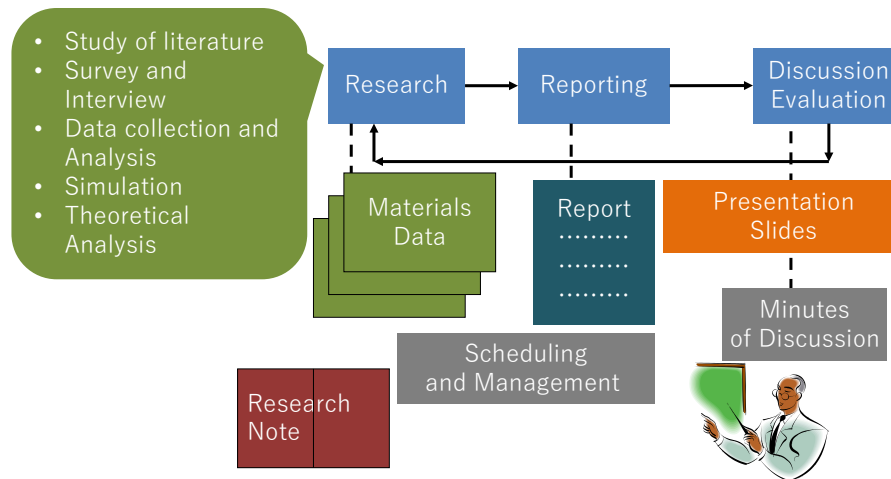 • Study of literature
• Survey and
Interview
• Data collection and
Analysis
• Simulation
• Theoretical
Analysis
Research
Reporting
Discussion
Evaluation
Materials
Data
Report
………
………
………
Presentation
Slides
Minutes
of Discussion
Scheduling
and Management
Research
Note